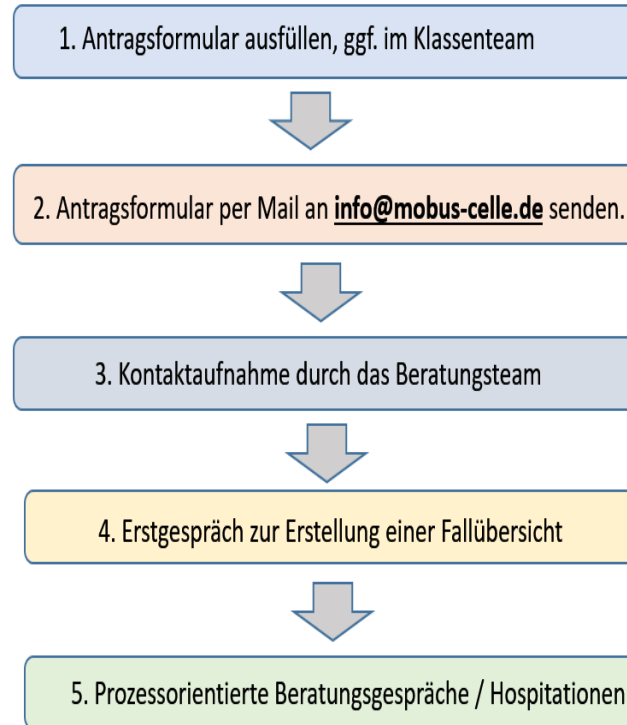 1. Antragsformular ausfüllen, ggf. im Klassenteam
2. Antragsformular per Mail an info@mobus-celle.de senden.
3. Kontaktaufnahme durch das Beratungsteam
4. Erstgespräch zur Erstellung einer Fallübersicht
5. Prozessorientierte Beratungsgespräche / Hospitationen